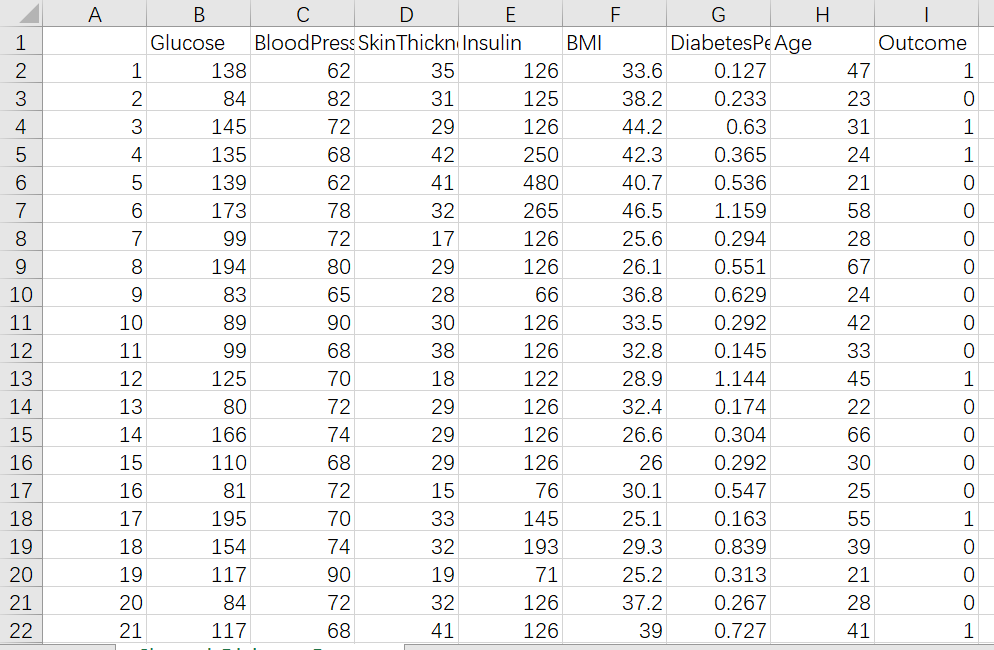 A B C D E F G H I
1 Glucose BloodPress SkinThickn Insulin BMI DiabetesPe Age Outcome
2 1 138 62 35 126 33.6 0.127 47 1
3 2 84 82 31 125 38.2 0.233 23 0
4 3 145 72 29 126 44.2 0.63 31 1
5 4 135 68 42 250 42.3 0.365 24 1
6 5 139 62 41 480 40.7 0.536 21 0
7 6 173 78 32 265 46.5 1.159 58 0
8 7 99 72 17 126 25.6 0.294 28 0
9 8 194 80 29 126 26.1 0.551 67 0
10 9 83 65 28 66 36.8 0.629 24 0
11 10 89 90 30 126 33.5 0.292 42 0
12 11 99 68 38 126 32.8 0.145 33 0
13 12 125 70 18 122 28.9 1.144 45 1
14 13 80 72 29 126 32.4 0.174 22 0
15 14 166 74 29 126 26.6 0.304 66 0
16 15 110 68 29 126 26 0.292 30 0
17 16 81 72 15 76 30.1 0.547 25 0
18 17 195 70 33 145 25.1 0.163 55 1
19 18 154 74 32 193 29.3 0.839 39 0
20 19 117 90 19 71 25.2 0.313 21 0
21 20 84 72 32 126 37.2 0.267 28 0
22 21 117 68 41 126 39 0.727 41 1